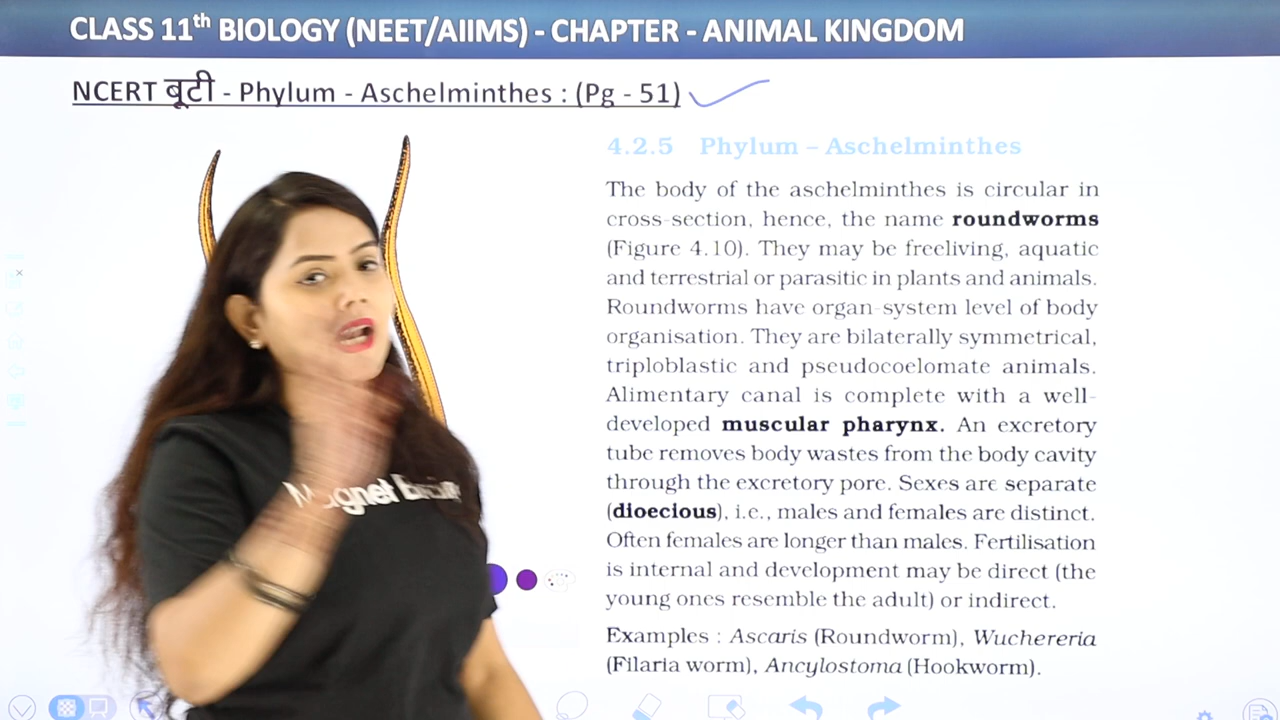 CLASS 11th BIOLOGY (NEET/AIIMS) - CHAPTER - ANIMAL KINGDOM
NCERT बूटी - Phylum - Aschelminthes : (Pg - 51)
4.2.5 Phylum – Aschelminthes
The body of the aschelminthes is circular in
cross-section, hence, the name roundworms
(Figure 4.10). They may be freeliving, aquatic
and terrestrial or parasitic in plants and animals.
Roundworms have organ-system level of body
organisation. They are bilaterally symmetrical,
triploblastic and pseudocoelomate animals.
Alimentary canal is complete with a well-
developed muscular pharynx. An excretory
tube removes body wastes from the body cavity
through the excretory pore. Sexes are separate
(dioecious), i.e., males and females are distinct.
Often females are longer than males. Fertilisation
is internal and development may be direct (the
young ones resemble the adult) or indirect.
Examples : Ascaris (Roundworm), Wuchereria
(Filaria worm), Ancylostoma (Hookworm).
Magnet Brain